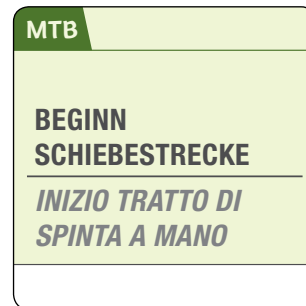 MTB
BEGINN
SCHIEBESTRECKE
INIZIO TRATTO DI
SPINTA A MANO